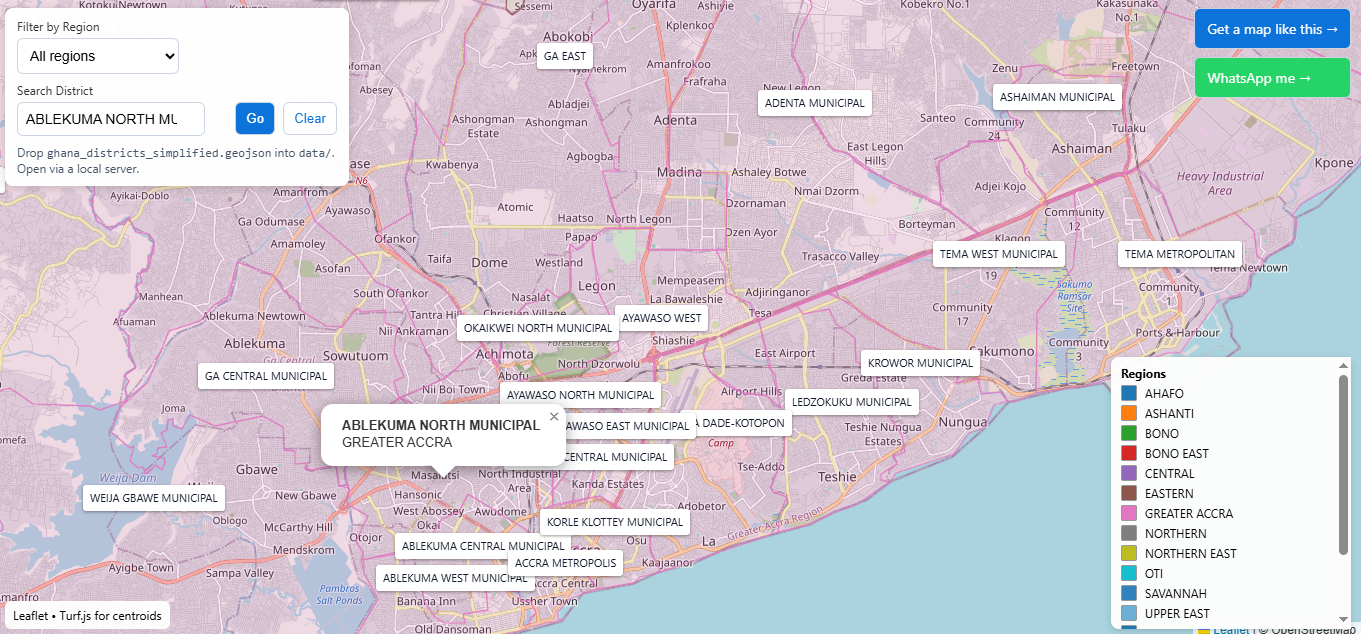 Filter by Region
All regions
Search District
ABLEKUMA NORTH MU
Go
Clear
Drop ghana_districts_simplified.geojson into data/.
Open via a local server.
Get a map like this →
WhatsApp me →
Kotoku Newtown
Sessemi
Oyarifa
Akplenkoo
Kobekro No.1
Kakasunaka
No.1
Abokobi
GA EAST
Nyamekrom
Amanfrokoo
Frafraha
Zenu
Freetown
Abesey
New Legon
ADENTA MUNICIPAL
ASHAIMAN MUNICIPAL
Abladjei
Ashongman
Estate
Ashongman
Adenta
Santeo
Community
24
Tulaku
Kwabenya
Agbogba
East Legon
Hills
Ashaiman
Kpone
N6
Madina
Ashaley Botwe
Nmai Dzorm
Adjei Kojo
Heavy Industrial
Area
Ayikai-Doblo
Amanfrom
Ayawaso
Atomic
Haatso
North Legon
Dzornaman
Community
12
Ga Odumase
Papao
Dzen Ayor
Borteyman
Klagon
Amamoley
Ofankor
Taifa
Dome
Westland
Trasacco Valley
TEMA WEST MUNICIPAL
TEMA METROPOLITAN
Tema Newtown
19
Asofan
Legon
Mempeasem
Sakumo
Ramsar
Site
Community
1
Manhean
South Ofankor
Nasalat
La Bawaleshie
Adjiringanor
Community
17
Afuaman
Ablekuma Newtown
Nii Ankraman
Christian Village
AYAWASO WEST
Tesa
OKAIKWEI NORTH MUNICIPAL
Ports & Harbour
Ablekuma
Ga Central
Sowutuom
Achimota
Forest Reserve
Shiashie
East Airport
Sakumono
Community
3
Abofu
North Dzorwolu
KROWOR MUNICIPAL
GA CENTRAL MUNICIPAL
Nii Boi Town
Greda Estate
AYAWASO NORTH MUNICIPAL
Airport Hills
LEDZOKUKU MUNICIPAL
Joma
ABLEKUMA NORTH MUNICIPAL
×
GREATER ACCRA
AWASO EAST MUNICIPAL
A DADE-KOTOPON
Teshie Nungua
Estates
Nungua
CENTRAL MUNICIPAL
Camp
Tse-Addo
Gbawe
North Industrial
Area
Kanda Estates
Teshie
Weija Dam
WEIJA GBAWE MUNICIPAL
New Gbawe
Hansonic
Adobetor
West Abossey
Okai
Awudome
Oblogo
McCarthy Hill
KORLE KLOTTEY MUNICIPAL
Greater Accra Region
Otojor
Osu
La
Mendskrom
ABLEKUMA CENTRAL MUNICIPAL
ACCRA METROPOLIS
Kaajaanor
Ayigbe Town
Sampa Valley
ABLEKUMA WEST MUNICIPAL
Accra Central
Pambros
Salt Ponds
Banana Inn
Ussher Town
Old Dansoman
Leaflet • Turf.js for centroids
Regions
AHAFO
ASHANTI
BONO
BONO EAST
CENTRAL
EASTERN
GREATER ACCRA
NORTHERN
NORTHERN EAST
OTI
SAVANNAH
UPPER EAST
Leaflet | © OpenStreetMap